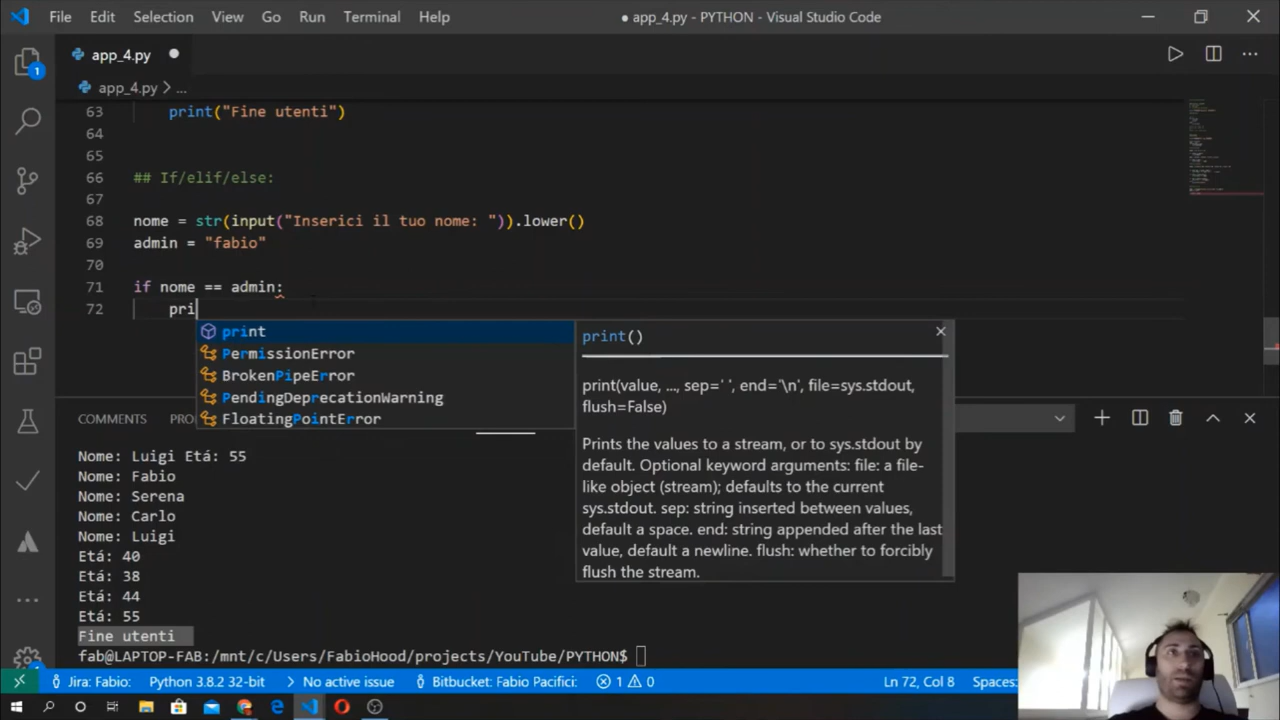 File Edit Selection View Go Run Terminal Help ● app_4.py - PYTHON - Visual Studio Code
app_4.py
app_4.py > ...
63 print("Fine utenti")
64
65
66 ## If/elif/else:
67
68 nome = str(input("Inserici il tuo nome: ")).lower()
69 admin = "fabio"
70
71 if nome == admin:
72 pri
print
PermissionError
BrokenPipeError
PendingDeprecationWarning
FloatingPointError
print()
print(value, ..., sep=' ', end='\n', file=sys.stdout,
flush=False)
Prints the values to a stream, or to sys.stdout by
default. Optional keyword arguments: file: a file-
like object (stream); defaults to the current
sys.stdout. sep: string inserted between values,
default a space. end: string appended after the last
value, default a newline. flush: whether to forcibly
flush the stream.
1
COMMENTS PRO
Nome: Luigi Etá: 55
Nome: Fabio
Nome: Serena
Nome: Carlo
Nome: Luigi
Etá: 40
Etá: 38
Etá: 44
Etá: 55
Fine utenti
fab@LAPTOP-FAB:/mnt/c/Users/FabioHood/projects/YouTube/PYTHON$
Jira: Fabio: Python 3.8.2 32-bit No active issue Bitbucket: Fabio Pacifici: 1 0 Ln 72, Col 8 Spaces: